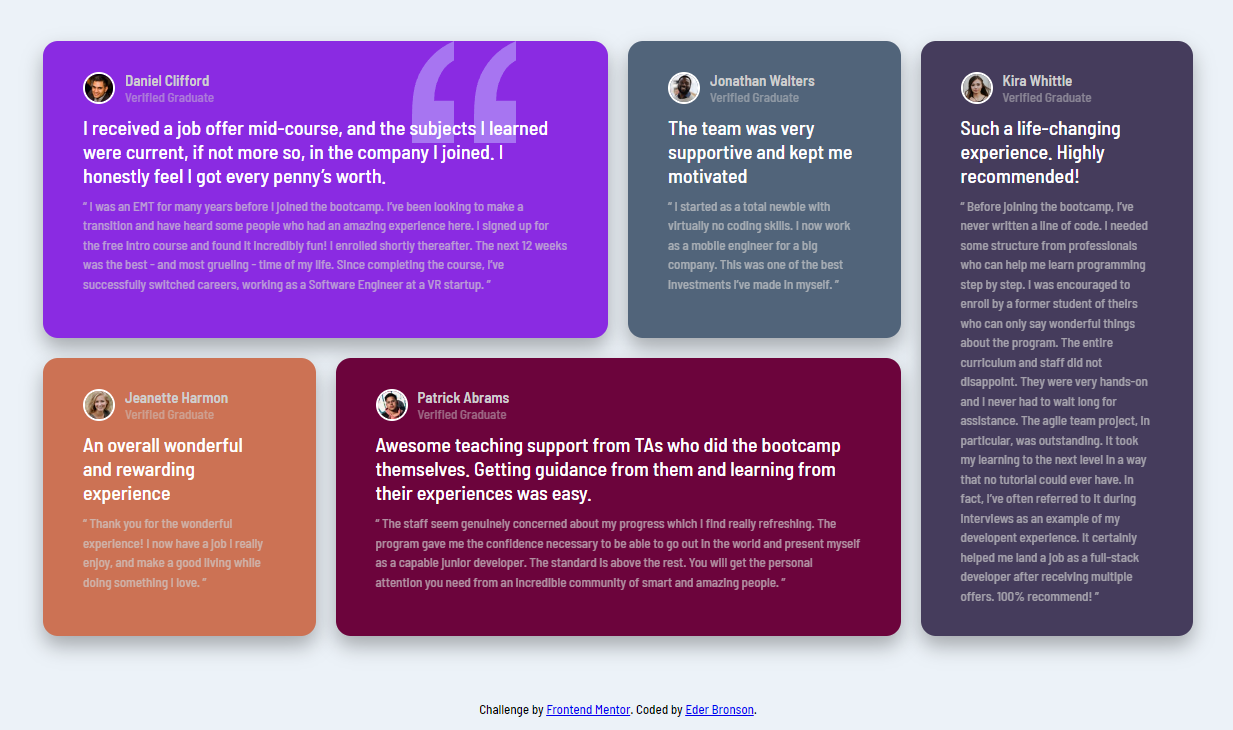 Daniel Clifford
Verified Graduate
I received a job offer mid-course, and the subjects I learned
were current, if not more so, in the company I joined. I
honestly feel I got every penny’s worth.
“ I was an EMT for many years before I joined the bootcamp. I’ve been looking to make a
transition and have heard some people who had an amazing experience here. I signed up for
the free intro course and found it incredibly fun! I enrolled shortly thereafter. The next 12 weeks
was the best – and most grueling – time of my life. Since completing the course, I’ve
successfully switched careers, working as a Software Engineer at a VR startup. ”
Jonathan Walters
Verified Graduate
The team was very
supportive and kept me
motivated
“ I started as a total newbie with
virtually no coding skills. I now work
as a mobile engineer for a big
company. This was one of the best
investments I’ve made in myself. ”
Kira Whittle
Verified Graduate
Such a life-changing
experience. Highly
recommended!
“ Before joining the bootcamp, I’ve
never written a line of code. I needed
some structure from professionals
who can help me learn programming
step by step. I was encouraged to
enroll by a former student of theirs
who can only say wonderful things
about the program. The entire
curriculum and staff did not
disappoint. They were very hands-on
and I never had to wait long for
assistance. The agile team project, in
particular, was outstanding. It took
my learning to the next level in a way
that no tutorial could ever have. In
fact, I’ve often referred to it during
interviews as an example of my
developent experience. It certainly
helped me land a job as a full-stack
developer after receiving multiple
offers. 100% recommend! ”
Jeanette Harmon
Verified Graduate
An overall wonderful
and rewarding
experience
“ Thank you for the wonderful
experience! I now have a job I really
enjoy, and make a good living while
doing something I love. ”
Patrick Abrams
Verified Graduate
Awesome teaching support from TAs who did the bootcamp
themselves. Getting guidance from them and learning from
their experiences was easy.
“ The staff seem genuinely concerned about my progress which I find really refreshing. The
program gave me the confidence necessary to be able to go out in the world and present myself
as a capable junior developer. The standard is above the rest. You will get the personal
attention you need from an incredible community of smart and amazing people. ”
Challenge by Frontend Mentor. Coded by Eder Bronson.